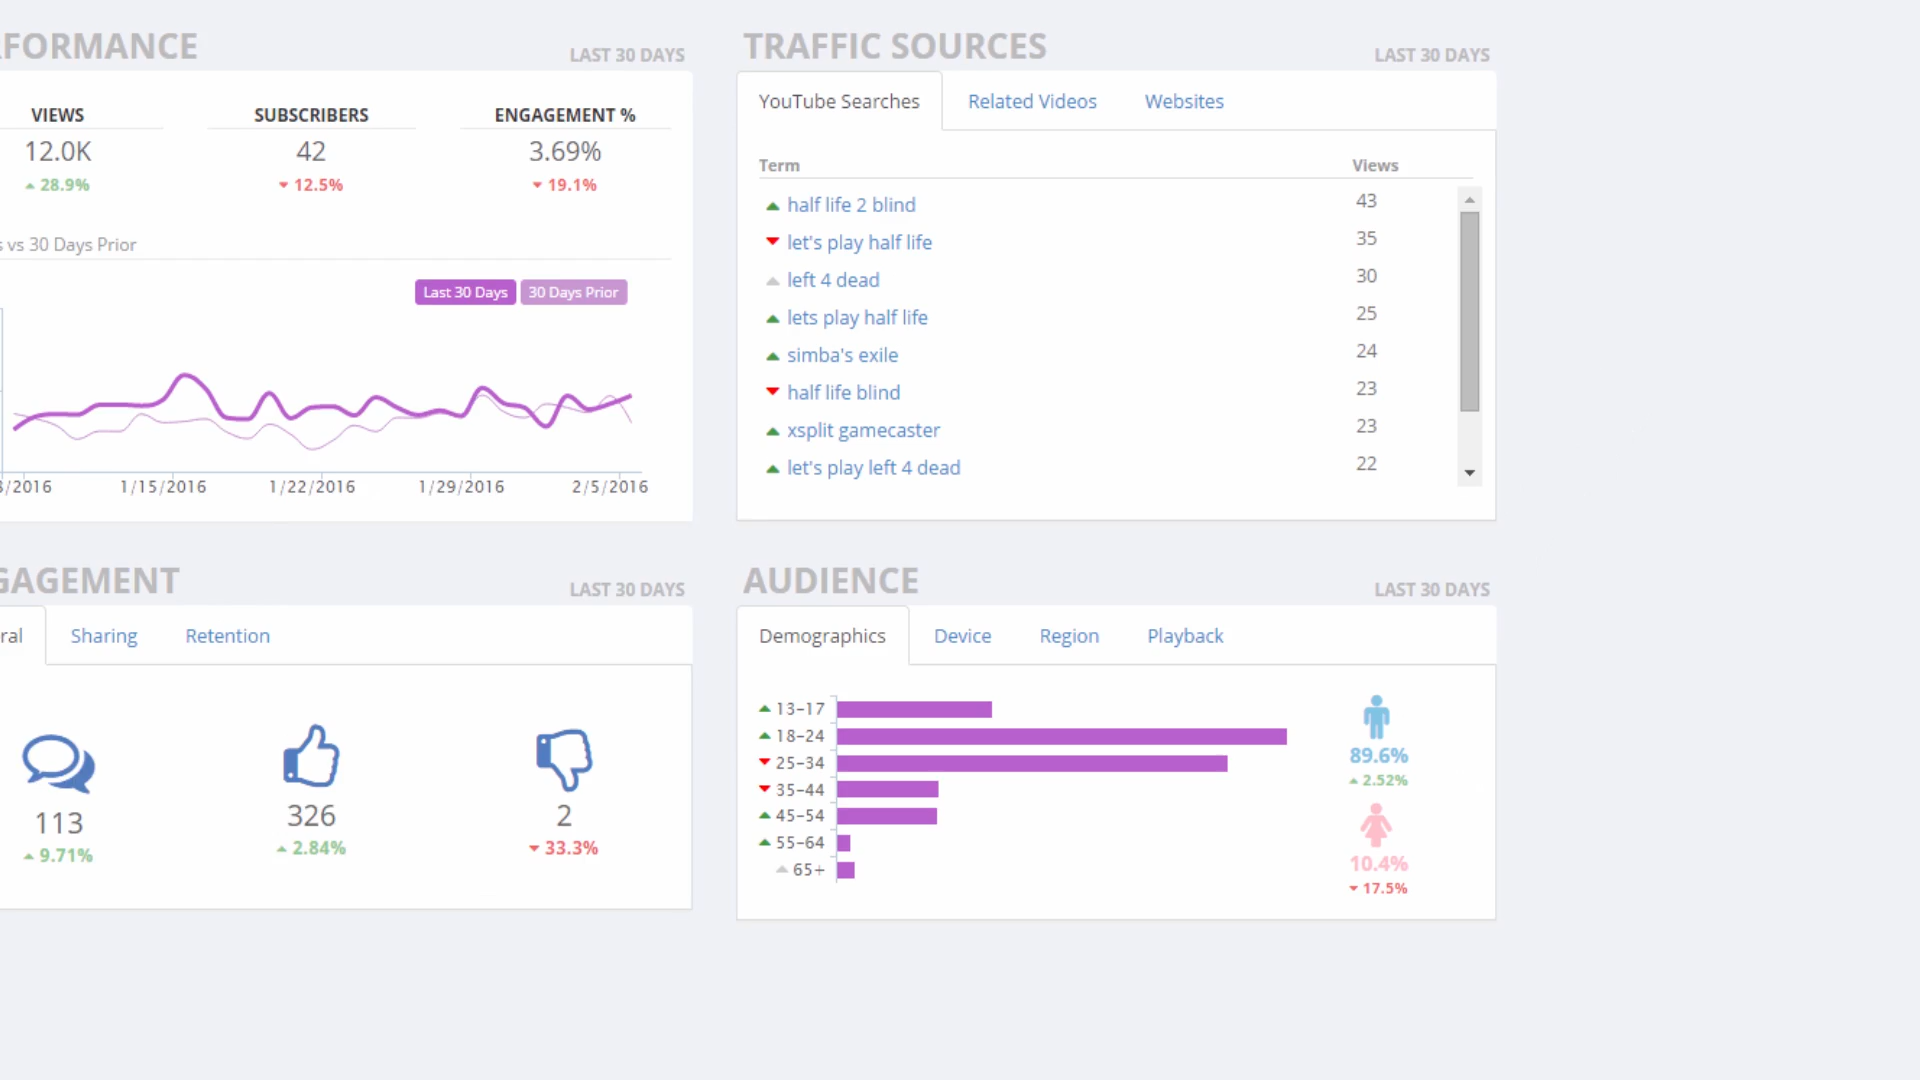 FORMANCE
LAST 30 DAYS
VIEWS
SUBSCRIBERS
ENGAGEMENT %
12.0K
42
3.69%
28.9%
12.5%
19.1%
s vs 30 Days Prior
Last 30 Days
30 Days Prior
8/2016
1/15/2016
1/22/2016
1/29/2016
2/5/2016
TRAFFIC SOURCES
LAST 30 DAYS
YouTube Searches
Related Videos
Websites
Term
Views
half life 2 blind
43
let's play half life
35
left 4 dead
30
lets play half life
25
simba's exile
24
half life blind
23
xsplit gamecaster
23
let's play left 4 dead
22
GAGEMENT
LAST 30 DAYS
ral
Sharing
Retention
113
326
2
9.71%
2.84%
33.3%
AUDIENCE
LAST 30 DAYS
Demographics
Device
Region
Playback
13-17
18-24
25-34
35-44
45-54
55-64
65+
89.6%
2.52%
10.4%
17.5%